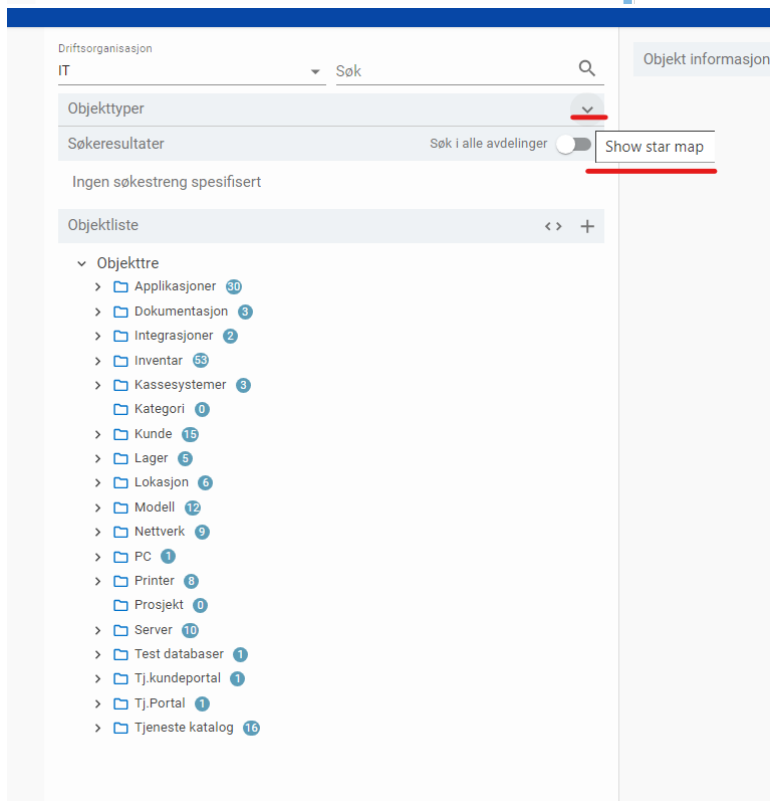 Driftsorganisasjon
IT
Søk
Objekt informasjon
Objekttyper
Søkeresultater
Søk i alle avdelinger
Show star map
Ingen søkestreng spesifisert
Objektliste
Objekttre
Applikasjoner 30
Dokumentasjon 3
Integrasjoner 2
Inventar 53
Kassesystemer 3
Kategori 0
Kunde 15
Lager 5
Lokasjon 6
Modell 12
Nettverk 9
PC 1
Printer 8
Prosjekt 0
Server 10
Test databaser 1
Tj.kundeportal 1
Tj.Portal 1
Tjeneste katalog 16